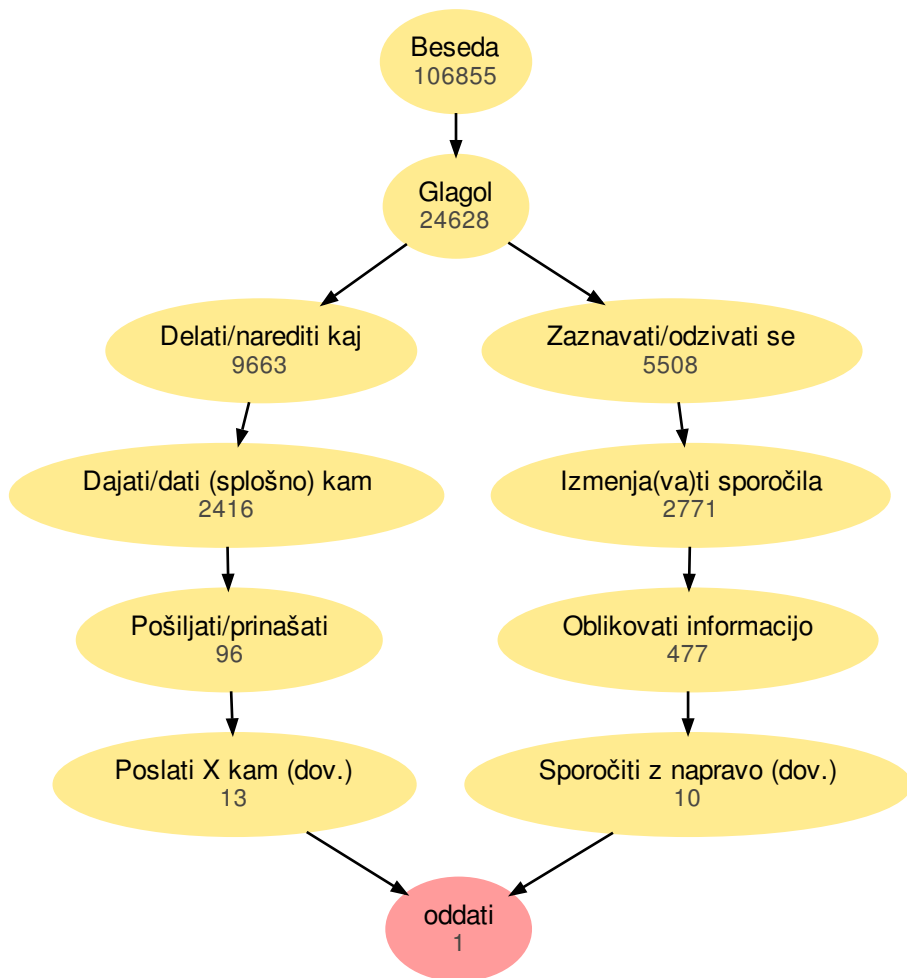 Beseda
106855
Glagol
24628
Delati/narediti kaj
9663
Zaznavati/odzivati se
5508
Dajati/dati (splošno) kam
2416
Izmenja(va)ti sporočila
2771
Pošiljati/prinašati
96
Oblikovati informacijo
477
Poslati X kam (dov.)
13
Sporočiti z napravo (dov.)
10
oddati
1